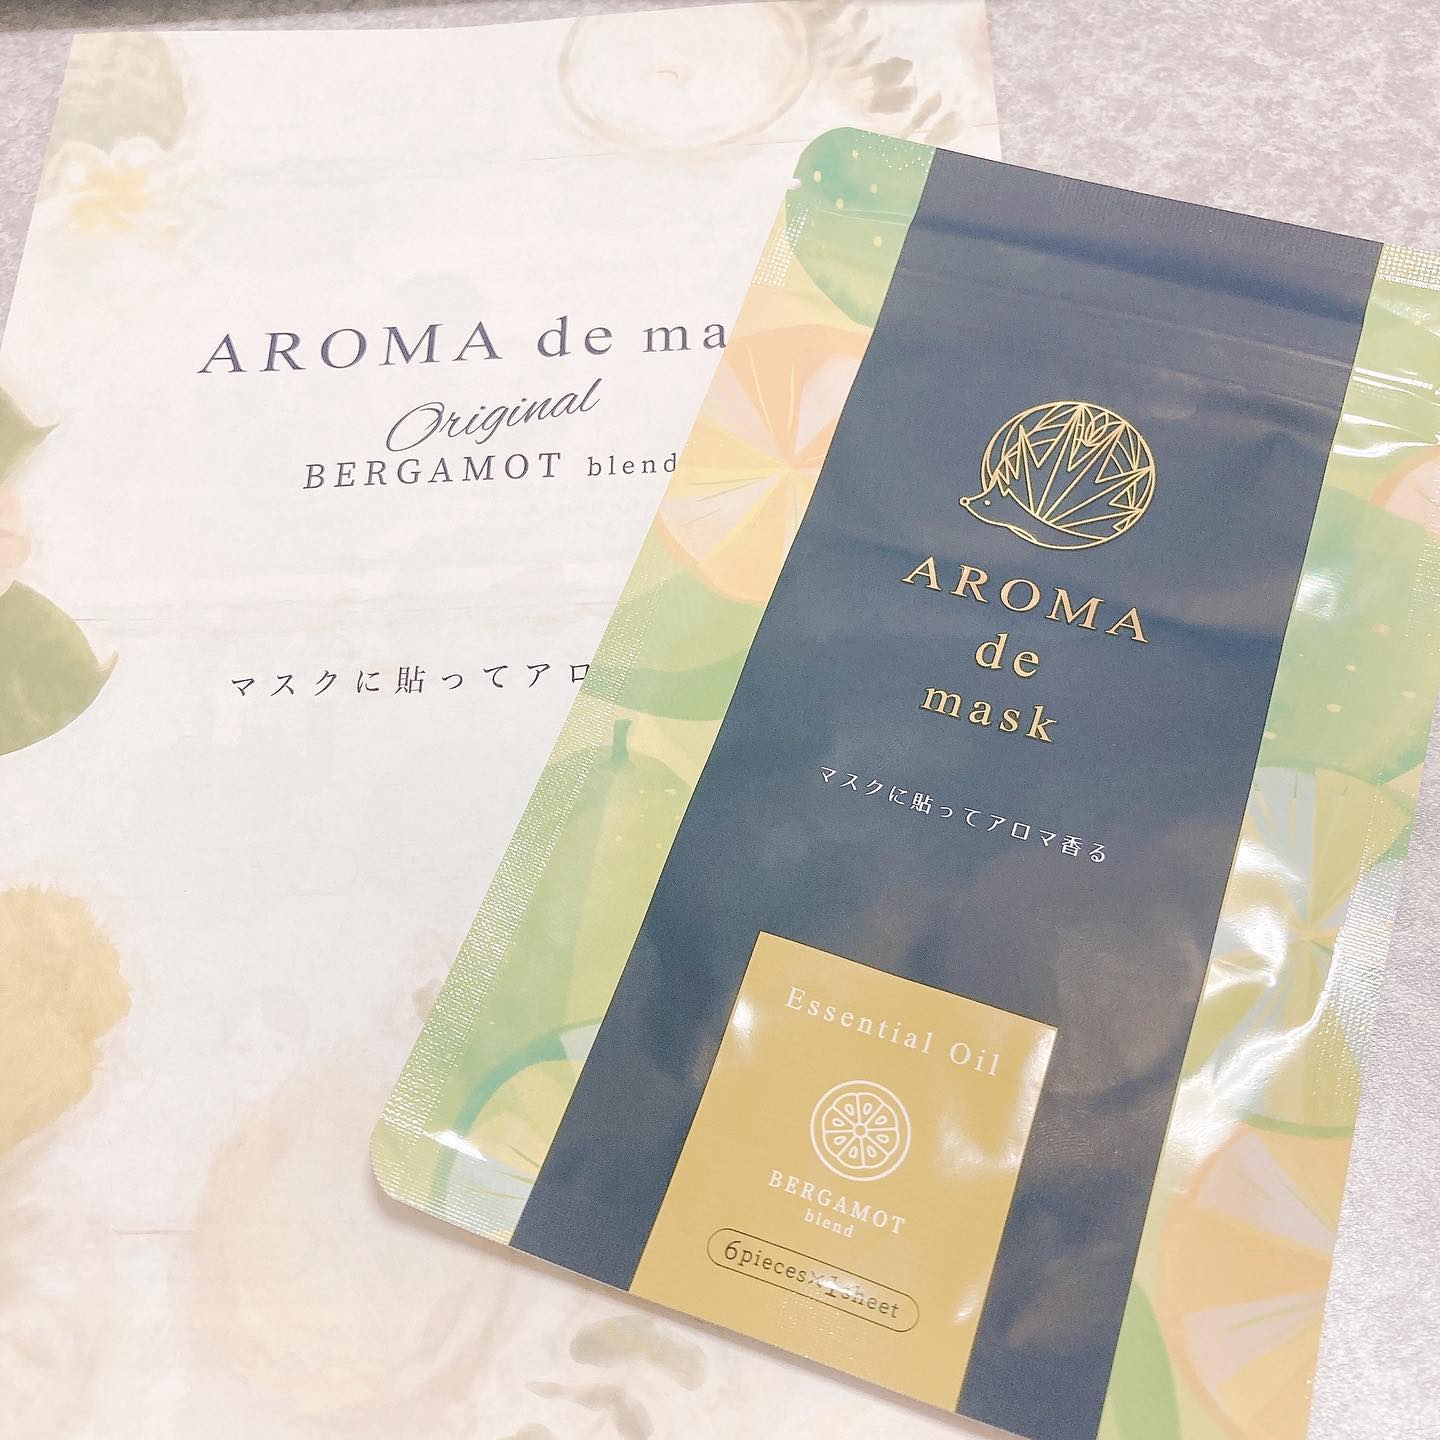 AROMA de ma
Original
BERGAMOT blend
マスクに貼ってアロ
AROMA
de
mask
マスクに貼ってアロマ香る
Essential Oil
BERGAMOT
blend
6pieces×1sheet